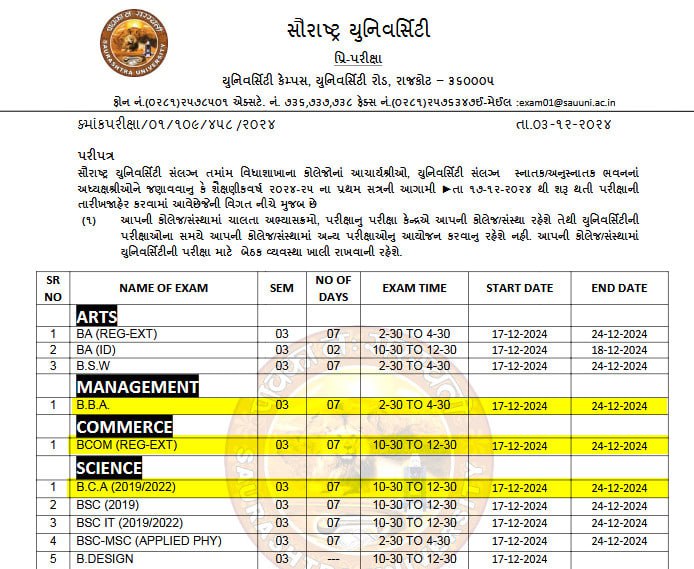 સૌરાષ્ટ્ર યુનિવર્સિટી
પ્રિ-પરીક્ષા
યુનિવર્સિટી કેમ્પસ, યુનિવર્સિટી રોડ, રાજકોટ – ૩૬૦૦૦૫
ફોન નં.(૦૨૮૧)૨૫૭૮૫૦૧ એક્સટે. નં. ૭૩૬,૭૩૭,૭૩૮ ફેક્સ નં.(૦૨૮૧)૨૫૭૬૩૪૭ઈ-મેઈલ :exam01@sauuni.ac.in
ક્માંકપરીક્ષા/૦૧/૧૦૯/૪૫૮/૨૦૨૪ તા.૦૩-૧૨-૨૦૨૪
પરીપત્ર
સૌરાષ્ટ્ર યુનિવર્સિટી સંલગ્ન તમામ વિધાશાખાના કોલેજોનાં આચાર્યશ્રીઓ, યુનિવર્સિટી સંલગ્ન સ્નાતક/અનુસ્નાતક ભવનનાં
અધ્યક્ષશ્રીઓને જણાવવાનુ કે શૈક્ષણીકવર્ષ ૨૦૨૪-૨૫ ના પ્રથમ સત્રની આગામી ►તા ૧૭-૧૨-૨૦૨૪ થી શરૂ થતી પરીક્ષાની
તારીખજાહેર કરવામાં આવેછેજેની વિગત નીચે મુજબ છે
(૧) આપની કોલેજ/સંસ્થામાં ચાલતા અભ્યાસક્રમો, પરીક્ષાનુ પરીક્ષા કેન્દ્રએ આપની કોલેજ/સંસ્થા રહેશે તેથી યુનિવર્સિટીની
પરીક્ષાઓના સમયે આપની કોલેજ/સંસ્થામાં અન્ય પરીક્ષાઓનુ આયોજન કરવાનુ રહેશે નહી. આપની કોલેજ/સંસ્થામાં
યુનિવર્સિટીની પરીક્ષા માટે બેઠક વ્યવસ્થા ખાલી રાખવાની રહેશે.
SR NO NAME OF EXAM SEM NO OF DAYS EXAM TIME START DATE END DATE
ARTS
1 BA (REG-EXT) 03 07 2-30 TO 4-30 17-12-2024 24-12-2024
2 BA (ID) 03 02 10-30 TO 12-30 17-12-2024 18-12-2024
3 B.S.W 03 07 2-30 TO 4-30 17-12-2024 24-12-2024
MANAGEMENT
1 B.B.A. 03 07 2-30 TO 4-30 17-12-2024 24-12-2024
COMMERCE
1 BCOM (REG-EXT) 03 07 10-30 TO 12-30 17-12-2024 24-12-2024
SCIENCE
1 B.C.A (2019/2022) 03 07 10-30 TO 12-30 17-12-2024 24-12-2024
2 BSC (2019) 03 07 10-30 TO 12-30 17-12-2024 24-12-2024
3 BSC IT (2019/2022) 03 07 10-30 TO 12-30 17-12-2024 24-12-2024
4 BSC-MSC (APPLIED PHY) 03 07 2-30 TO 4-30 17-12-2024 24-12-2024
5 B.DESIGN 03 --- 10-30 TO 12-30 17-12-2024